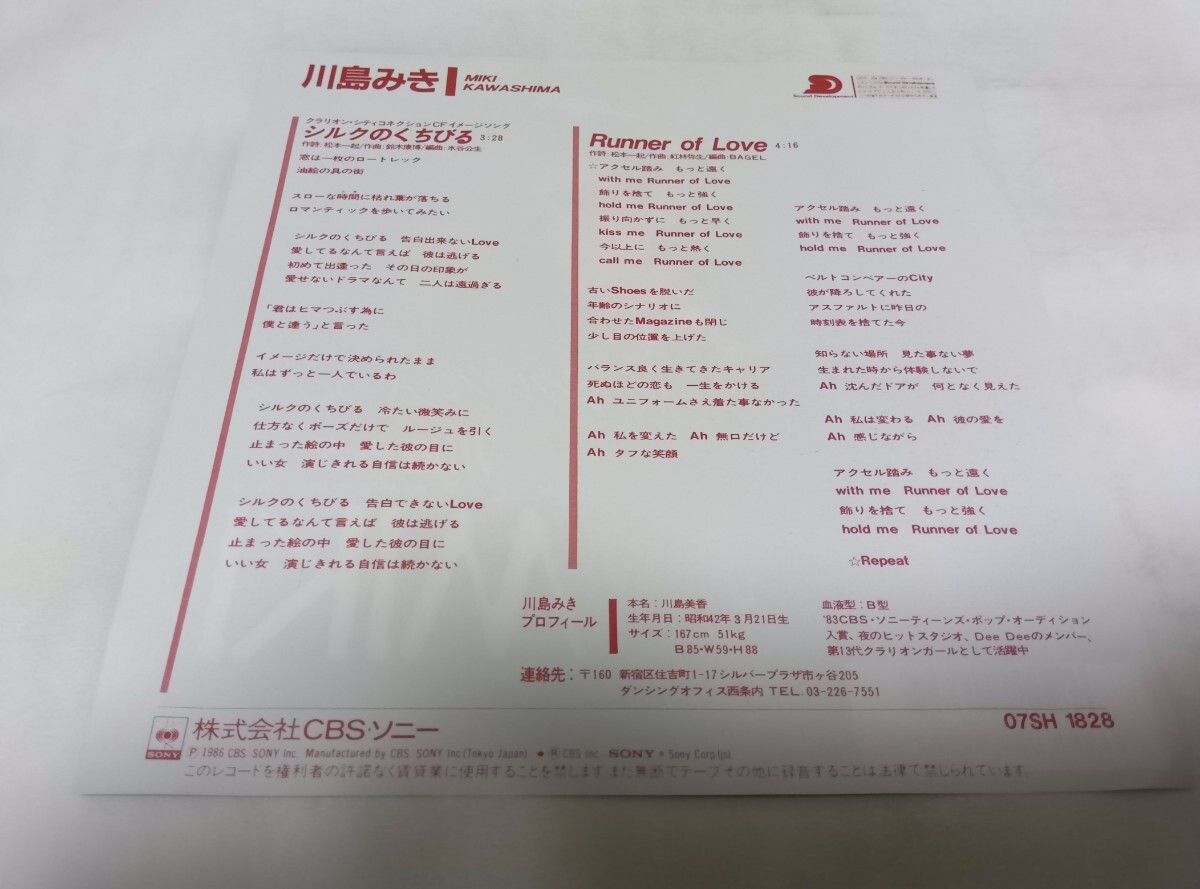 川島みき
MIKI
KAWASHIMA
Sound Development
クラリオン・シティコネクションCFイメージソング
シルクのくちびる 3:28
作詩：松本一起/作曲：鈴木康博/編曲：水谷公生
窓は一枚のロートレック
油絵の具の街
スローな時間に枯れ葉が落ちる
ロマンティックを歩いてみたい
シルクのくちびる　告白出来ないLove
愛してるなんて言えば　彼は逃げる
初めて出逢った　その日の印象が
愛せないドラマなんて　二人は遠過ぎる
「君はヒマつぶす為に
僕と逢う」と言った
イメージだけで決められたまま
私はずっと一人でいるわ
シルクのくちびる　冷たい微笑みに
仕方なくポーズだけで　ルージュを引く
止まった絵の中　愛した彼の目に
いい女　演じきれる自信は続かない
シルクのくちびる　告白できないLove
愛してるなんて言えば　彼は逃げる
止まった絵の中　愛した彼の目に
いい女　演じきれる自信は続かない
Runner of Love 4:16
作詩：松本一起/作曲：紅林弥生/編曲：BAGEL
☆アクセル踏み　もっと遠く
with me Runner of Love
飾りを捨て　もっと強く
hold me Runner of Love
振り向かずに　もっと早く
kiss me Runner of Love
今以上に　もっと熱く
call me Runner of Love
古いShoesを脱いだ
年齢のシナリオに
合わせたMagazineも閉じ
少し目の位置を上げた
バランス良く生きてきたキャリア
死ぬほどの恋も　一生をかける
Ah ユニフォームさえ着た事なかった
Ah 私を変えた　Ah 無口だけど
Ah タフな笑顔
アクセル踏み　もっと遠く
with me Runner of Love
飾りを捨て　もっと強く
hold me Runner of Love
ベルトコンベアーのCity
彼が降ろしてくれた
アスファルトに昨日の
時刻表を捨てた今
知らない場所　見た事ない夢
生まれた時から体験しないで
Ah 沈んだドアが　何となく見えた
Ah 私は変わる　Ah 彼の愛を
Ah 感じながら
アクセル踏み　もっと遠く
with me Runner of Love
飾りを捨て　もっと強く
hold me Runner of Love
☆Repeat
川島みき
プロフィール
本名：川島美香
生年月日：昭和42年3月21日生
サイズ：167cm 51kg
B85・W59・H88
血液型：B型
'83CBS・ソニーティーンズ・ポップ・オーディション
入賞、夜のヒットスタジオ、Dee Deeのメンバー、
第13代クラリオンガールとして活躍中
連絡先：〒160 新宿区住吉町1-17シルバープラザ市ヶ谷205
ダンシングオフィス西条内 TEL.03-226-7551
SONY
株式会社CBS・ソニー
07SH 1828
P 1986 CBS SONY Inc. Manufactured by CBS SONY Inc.(Tokyo Japan) ● R:CBS Inc. SONY × Sony Corp.(js)
このレコードを権利者の許諾なく賃貸業に使用することを禁じます また無断でテープその他に録音することは法律で禁じられています